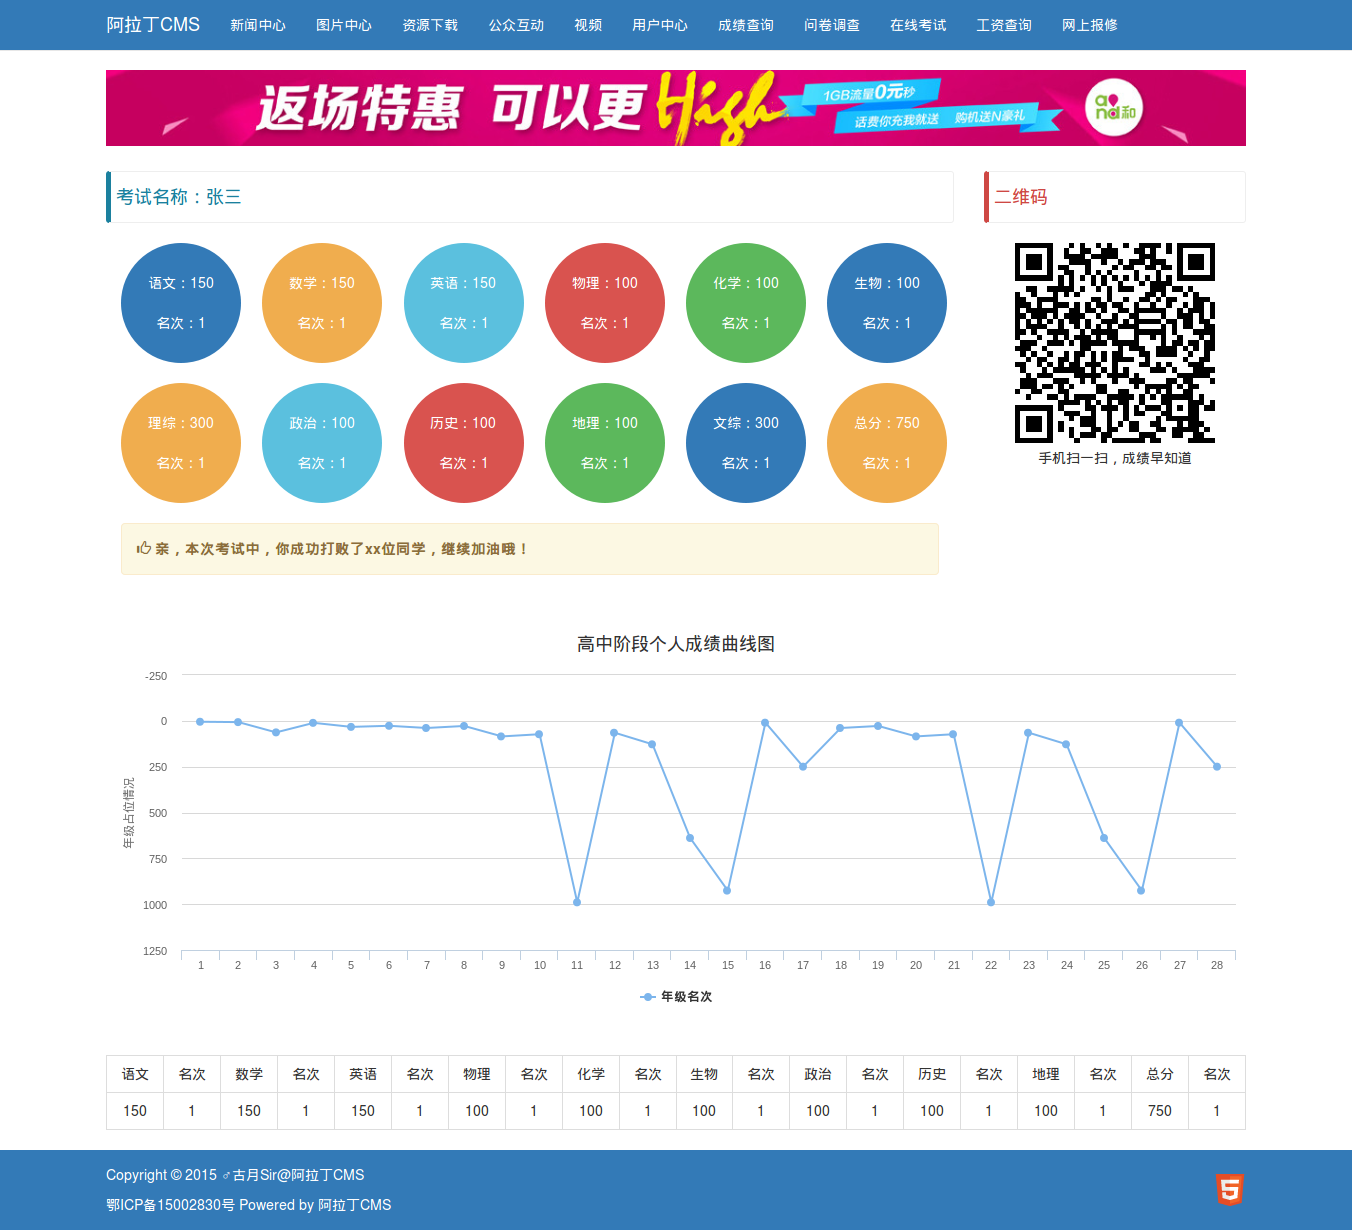 阿拉丁CMS 新闻中心 图片中心 资源下载 公众互动 视频 用户中心 成绩查询 问卷调查 在线考试 工资查询 网上报修
返场特惠 可以更High
1GB流量0元秒
话费你充我就送 购机送N豪礼
and和
考试名称：张三
二维码
语文：150 数学：150 英语：150 物理：100 化学：100 生物：100
名次：1 名次：1 名次：1 名次：1 名次：1 名次：1
理综：300 政治：100 历史：100 地理：100 文综：300 总分：750
名次：1 名次：1 名次：1 名次：1 名次：1 名次：1
手机扫一扫，成绩早知道
亲，本次考试中，你成功打败了xx位同学，继续加油哦！
高中阶段个人成绩曲线图
-250
0
250
500
750
1000
1250
年级占位情况
1 2 3 4 5 6 7 8 9 10 11 12 13 14 15 16 17 18 19 20 21 22 23 24 25 26 27 28
年级名次
语文 名次 数学 名次 英语 名次 物理 名次 化学 名次 生物 名次 政治 名次 历史 名次 地理 名次 总分 名次
150 1 150 1 150 1 100 1 100 1 100 1 100 1 100 1 100 1 750 1
Copyright © 2015 ♂古月Sir@阿拉丁CMS
鄂ICP备15002830号 Powered by 阿拉丁CMS
5